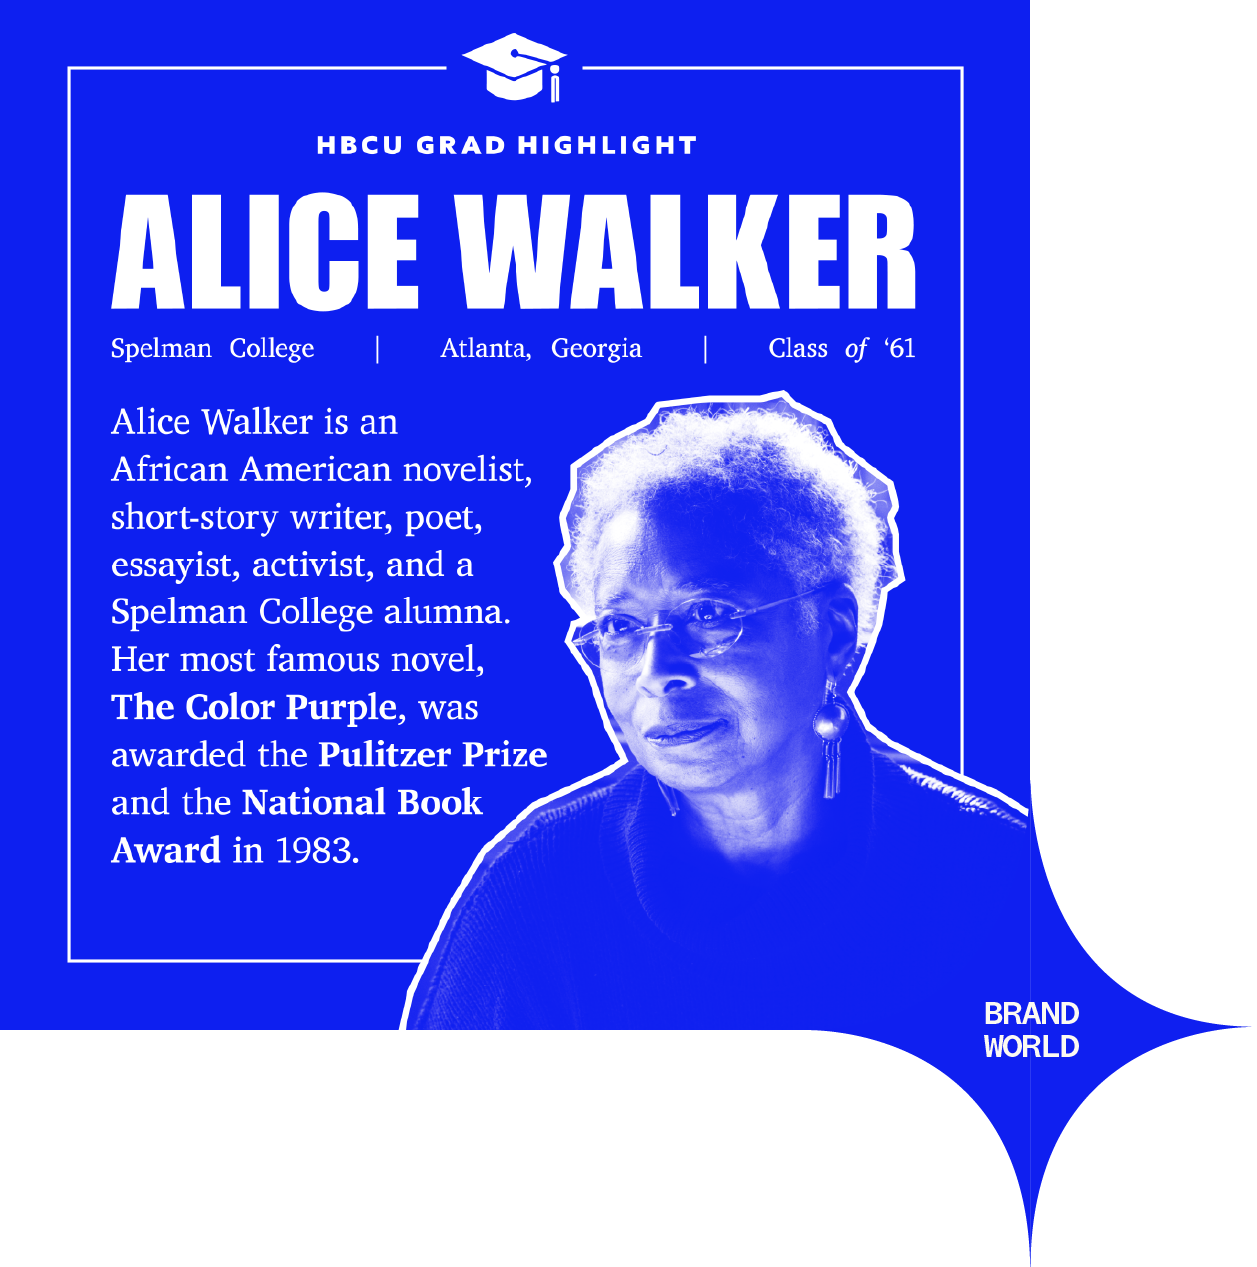 HBCU GRAD HIGHLIGHT
ALICE WALKER
Spelman College | Atlanta, Georgia | Class of ‘61
Alice Walker is an
African American novelist,
short-story writer, poet,
essayist, activist, and a
Spelman College alumna.
Her most famous novel,
The Color Purple, was
awarded the Pulitzer Prize
and the National Book
Award in 1983.
BRAND
WORLD